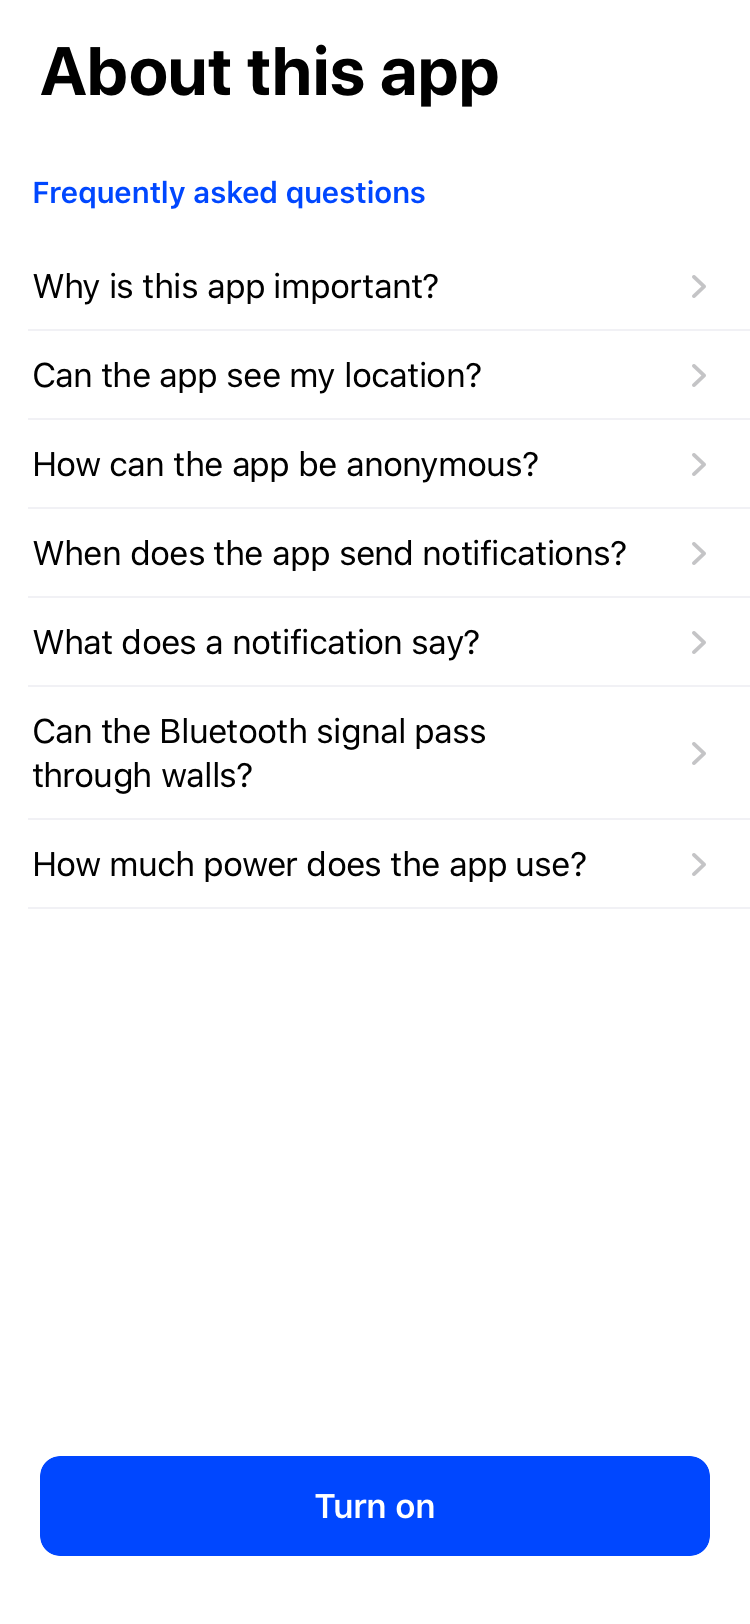 About this app
Frequently asked questions
Why is this app important?
Can the app see my location?
How can the app be anonymous?
When does the app send notifications?
What does a notification say?
Can the Bluetooth signal pass
through walls?
How much power does the app use?
Turn on